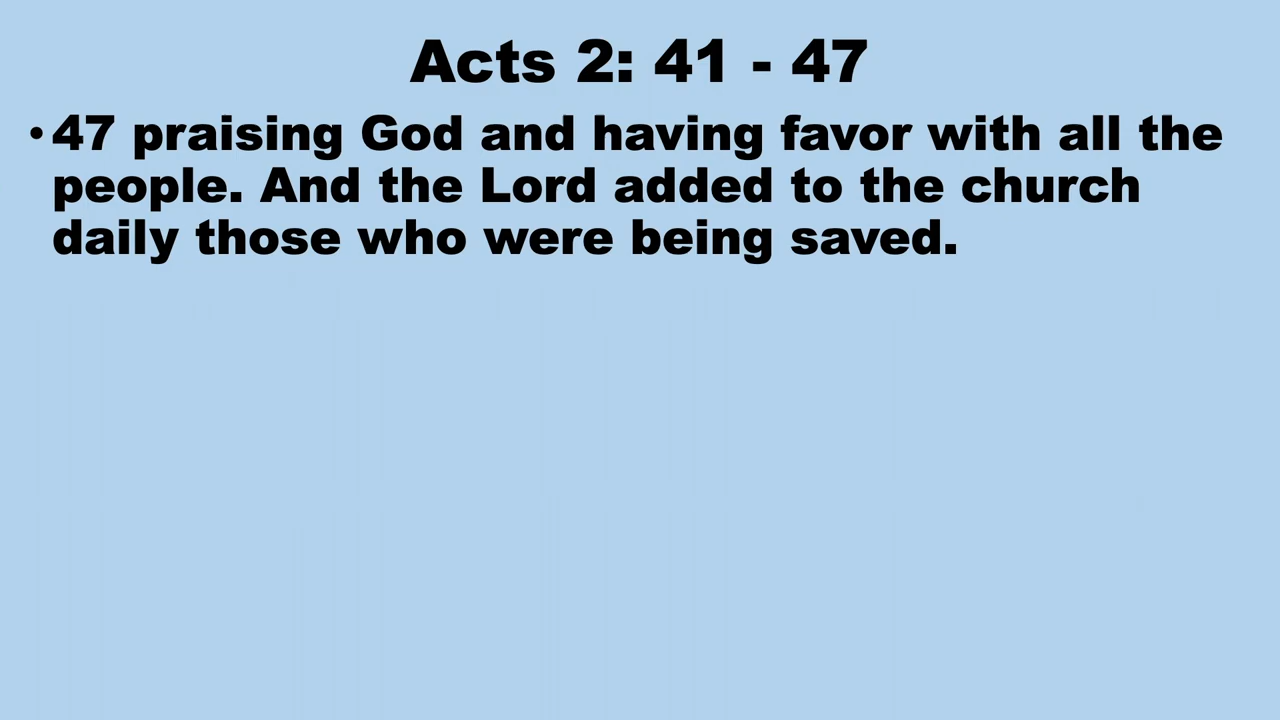 Acts 2: 41 - 47
•47 praising God and having favor with all the
people. And the Lord added to the church
daily those who were being saved.